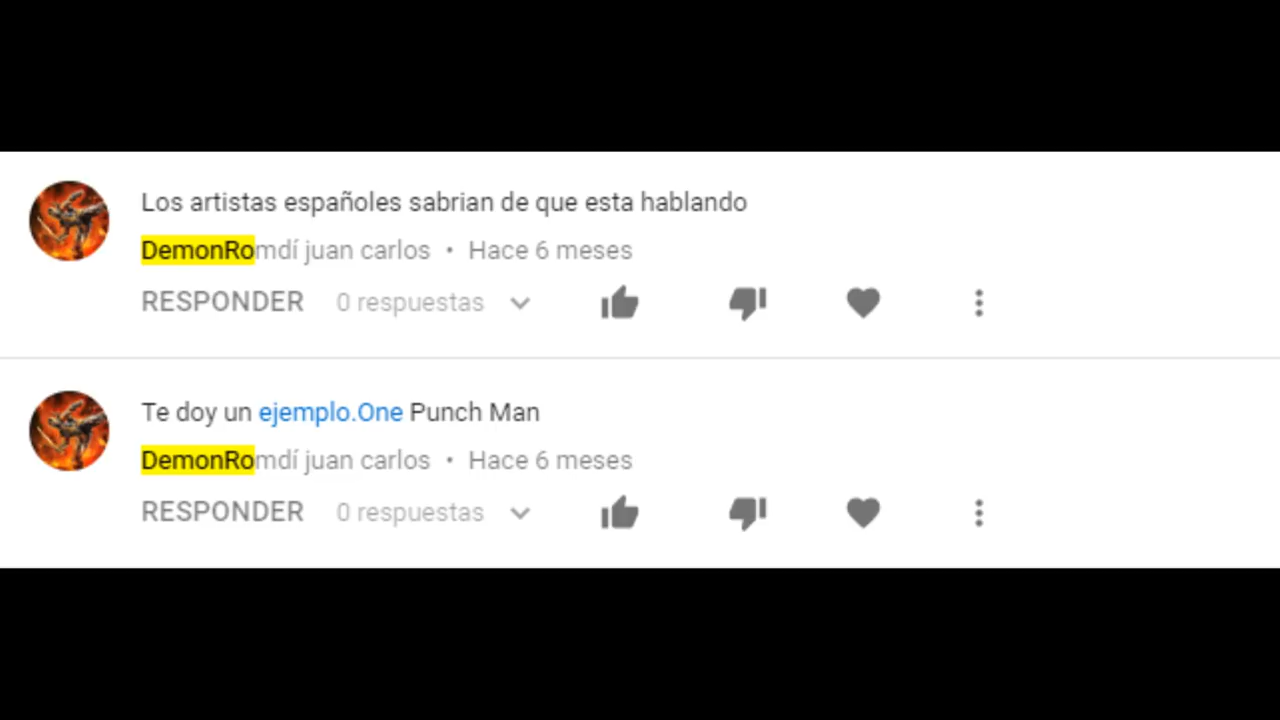 Los artistas españoles sabrian de que esta hablando
DemonRomdí juan carlos • Hace 6 meses
RESPONDER 0 respuestas
Te doy un ejemplo.One Punch Man
DemonRomdí juan carlos • Hace 6 meses
RESPONDER 0 respuestas